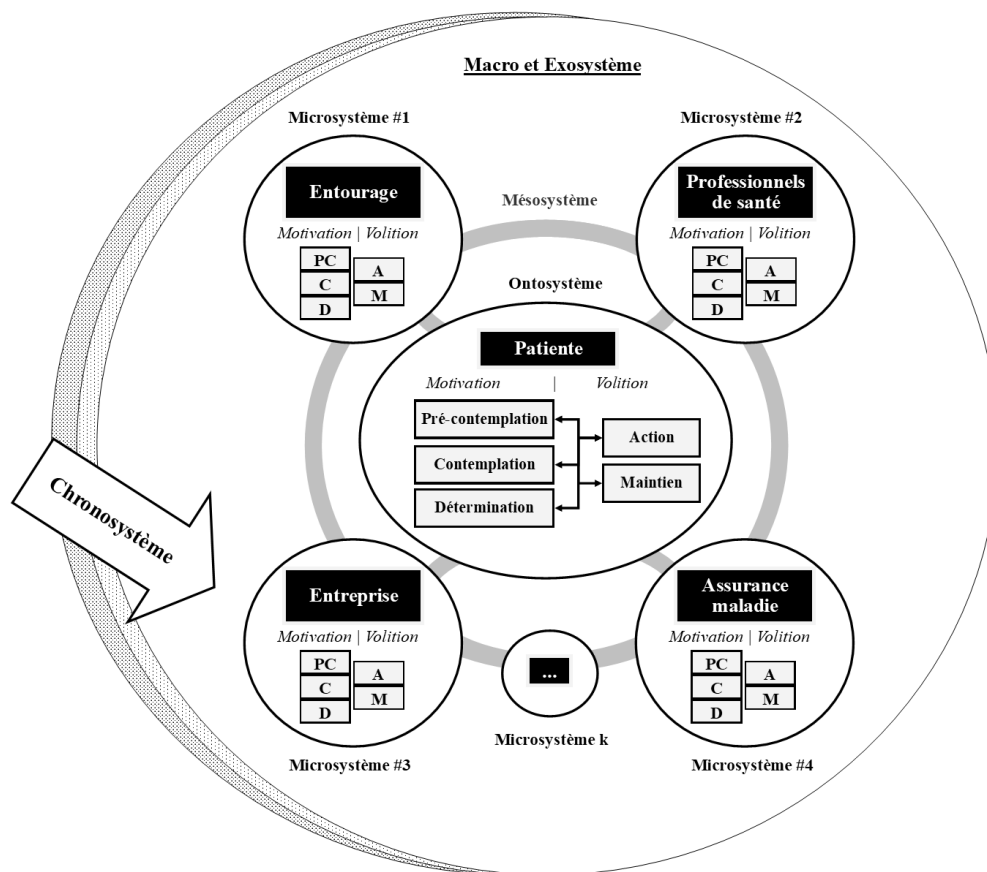 Macro et Exosystème
Microsystème #1
Entourage
Motivation | Volition
PC
C
D
A
M
Microsystème #2
Professionnels
de santé
Motivation | Volition
PC
C
D
A
M
Mésosystème
Ontosystème
Patiente
Motivation | Volition
Pré-contemplation
Contemplation
Détermination
Action
Maintien
Chronosystème
Entreprise
Motivation | Volition
PC
C
D
A
M
Microsystème #3
...
Microsystème k
Assurance
maladie
Motivation | Volition
PC
C
D
A
M
Microsystème #4